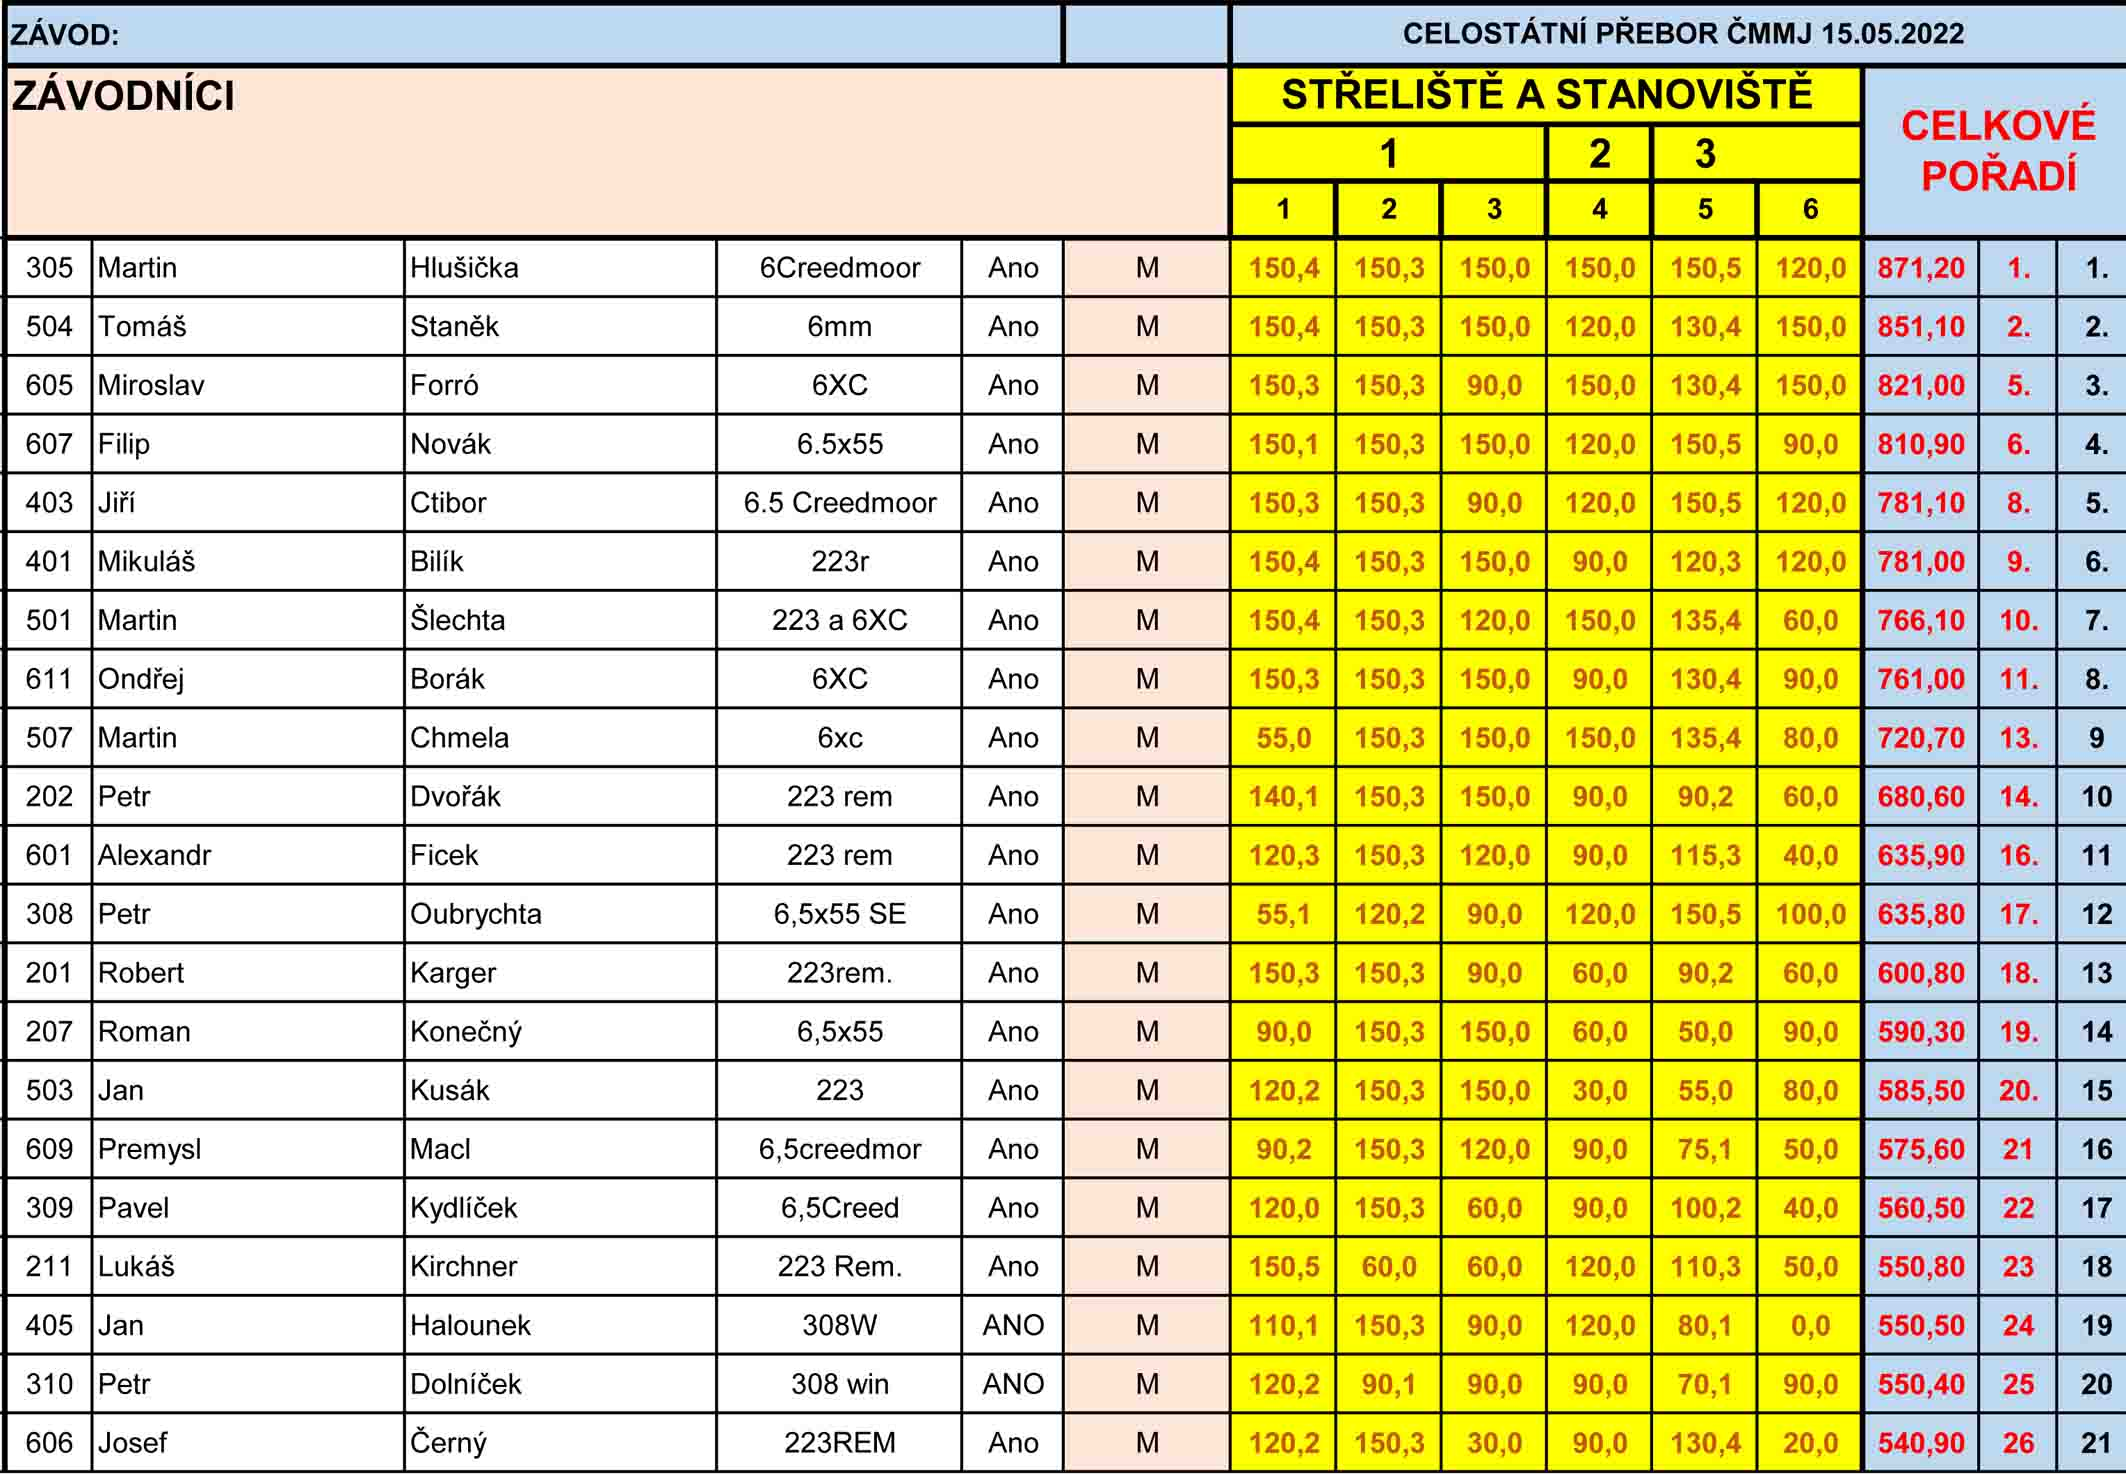 ZÁVOD: CELOSTÁTNÍ PŘEBOR ČMMJ 15.05.2022
ZÁVODNÍCI STŘELIŠTĚ A STANOVIŠTĚ CELKOVÉ POŘADÍ
1 2 3
1 2 3 4 5 6
305 Martin Hlušička 6Creedmoor Ano M 150,4 150,3 150,0 150,0 150,5 120,0 871,20 1. 1.
504 Tomáš Staněk 6mm Ano M 150,4 150,3 150,0 120,0 130,4 150,0 851,10 2. 2.
605 Miroslav Forró 6XC Ano M 150,3 150,3 90,0 150,0 130,4 150,0 821,00 5. 3.
607 Filip Novák 6.5x55 Ano M 150,1 150,3 150,0 120,0 150,5 90,0 810,90 6. 4.
403 Jiří Ctibor 6.5 Creedmoor Ano M 150,3 150,3 90,0 120,0 150,5 120,0 781,10 8. 5.
401 Mikuláš Bilík 223r Ano M 150,4 150,3 150,0 90,0 120,3 120,0 781,00 9. 6.
501 Martin Šlechta 223 a 6XC Ano M 150,4 150,3 120,0 150,0 135,4 60,0 766,10 10. 7.
611 Ondřej Borák 6XC Ano M 150,3 150,3 150,0 90,0 130,4 90,0 761,00 11. 8.
507 Martin Chmela 6xc Ano M 55,0 150,3 150,0 150,0 135,4 80,0 720,70 13. 9
202 Petr Dvořák 223 rem Ano M 140,1 150,3 150,0 90,0 90,2 60,0 680,60 14. 10
601 Alexandr Ficek 223 rem Ano M 120,3 150,3 120,0 90,0 115,3 40,0 635,90 16. 11
308 Petr Oubrychta 6,5x55 SE Ano M 55,1 120,2 90,0 120,0 150,5 100,0 635,80 17. 12
201 Robert Karger 223rem. Ano M 150,3 150,3 90,0 60,0 90,2 60,0 600,80 18. 13
207 Roman Konečný 6,5x55 Ano M 90,0 150,3 150,0 60,0 50,0 90,0 590,30 19. 14
503 Jan Kusák 223 Ano M 120,2 150,3 150,0 30,0 55,0 80,0 585,50 20. 15
609 Premysl Macl 6,5creedmor Ano M 90,2 150,3 120,0 90,0 75,1 50,0 575,60 21 16
309 Pavel Kydlíček 6,5Creed Ano M 120,0 150,3 60,0 90,0 100,2 40,0 560,50 22 17
211 Lukáš Kirchner 223 Rem. Ano M 150,5 60,0 60,0 120,0 110,3 50,0 550,80 23 18
405 Jan Halounek 308W ANO M 110,1 150,3 90,0 120,0 80,1 0,0 550,50 24 19
310 Petr Dolníček 308 win ANO M 120,2 90,1 90,0 90,0 70,1 90,0 550,40 25 20
606 Josef Černý 223REM Ano M 120,2 150,3 30,0 90,0 130,4 20,0 540,90 26 21